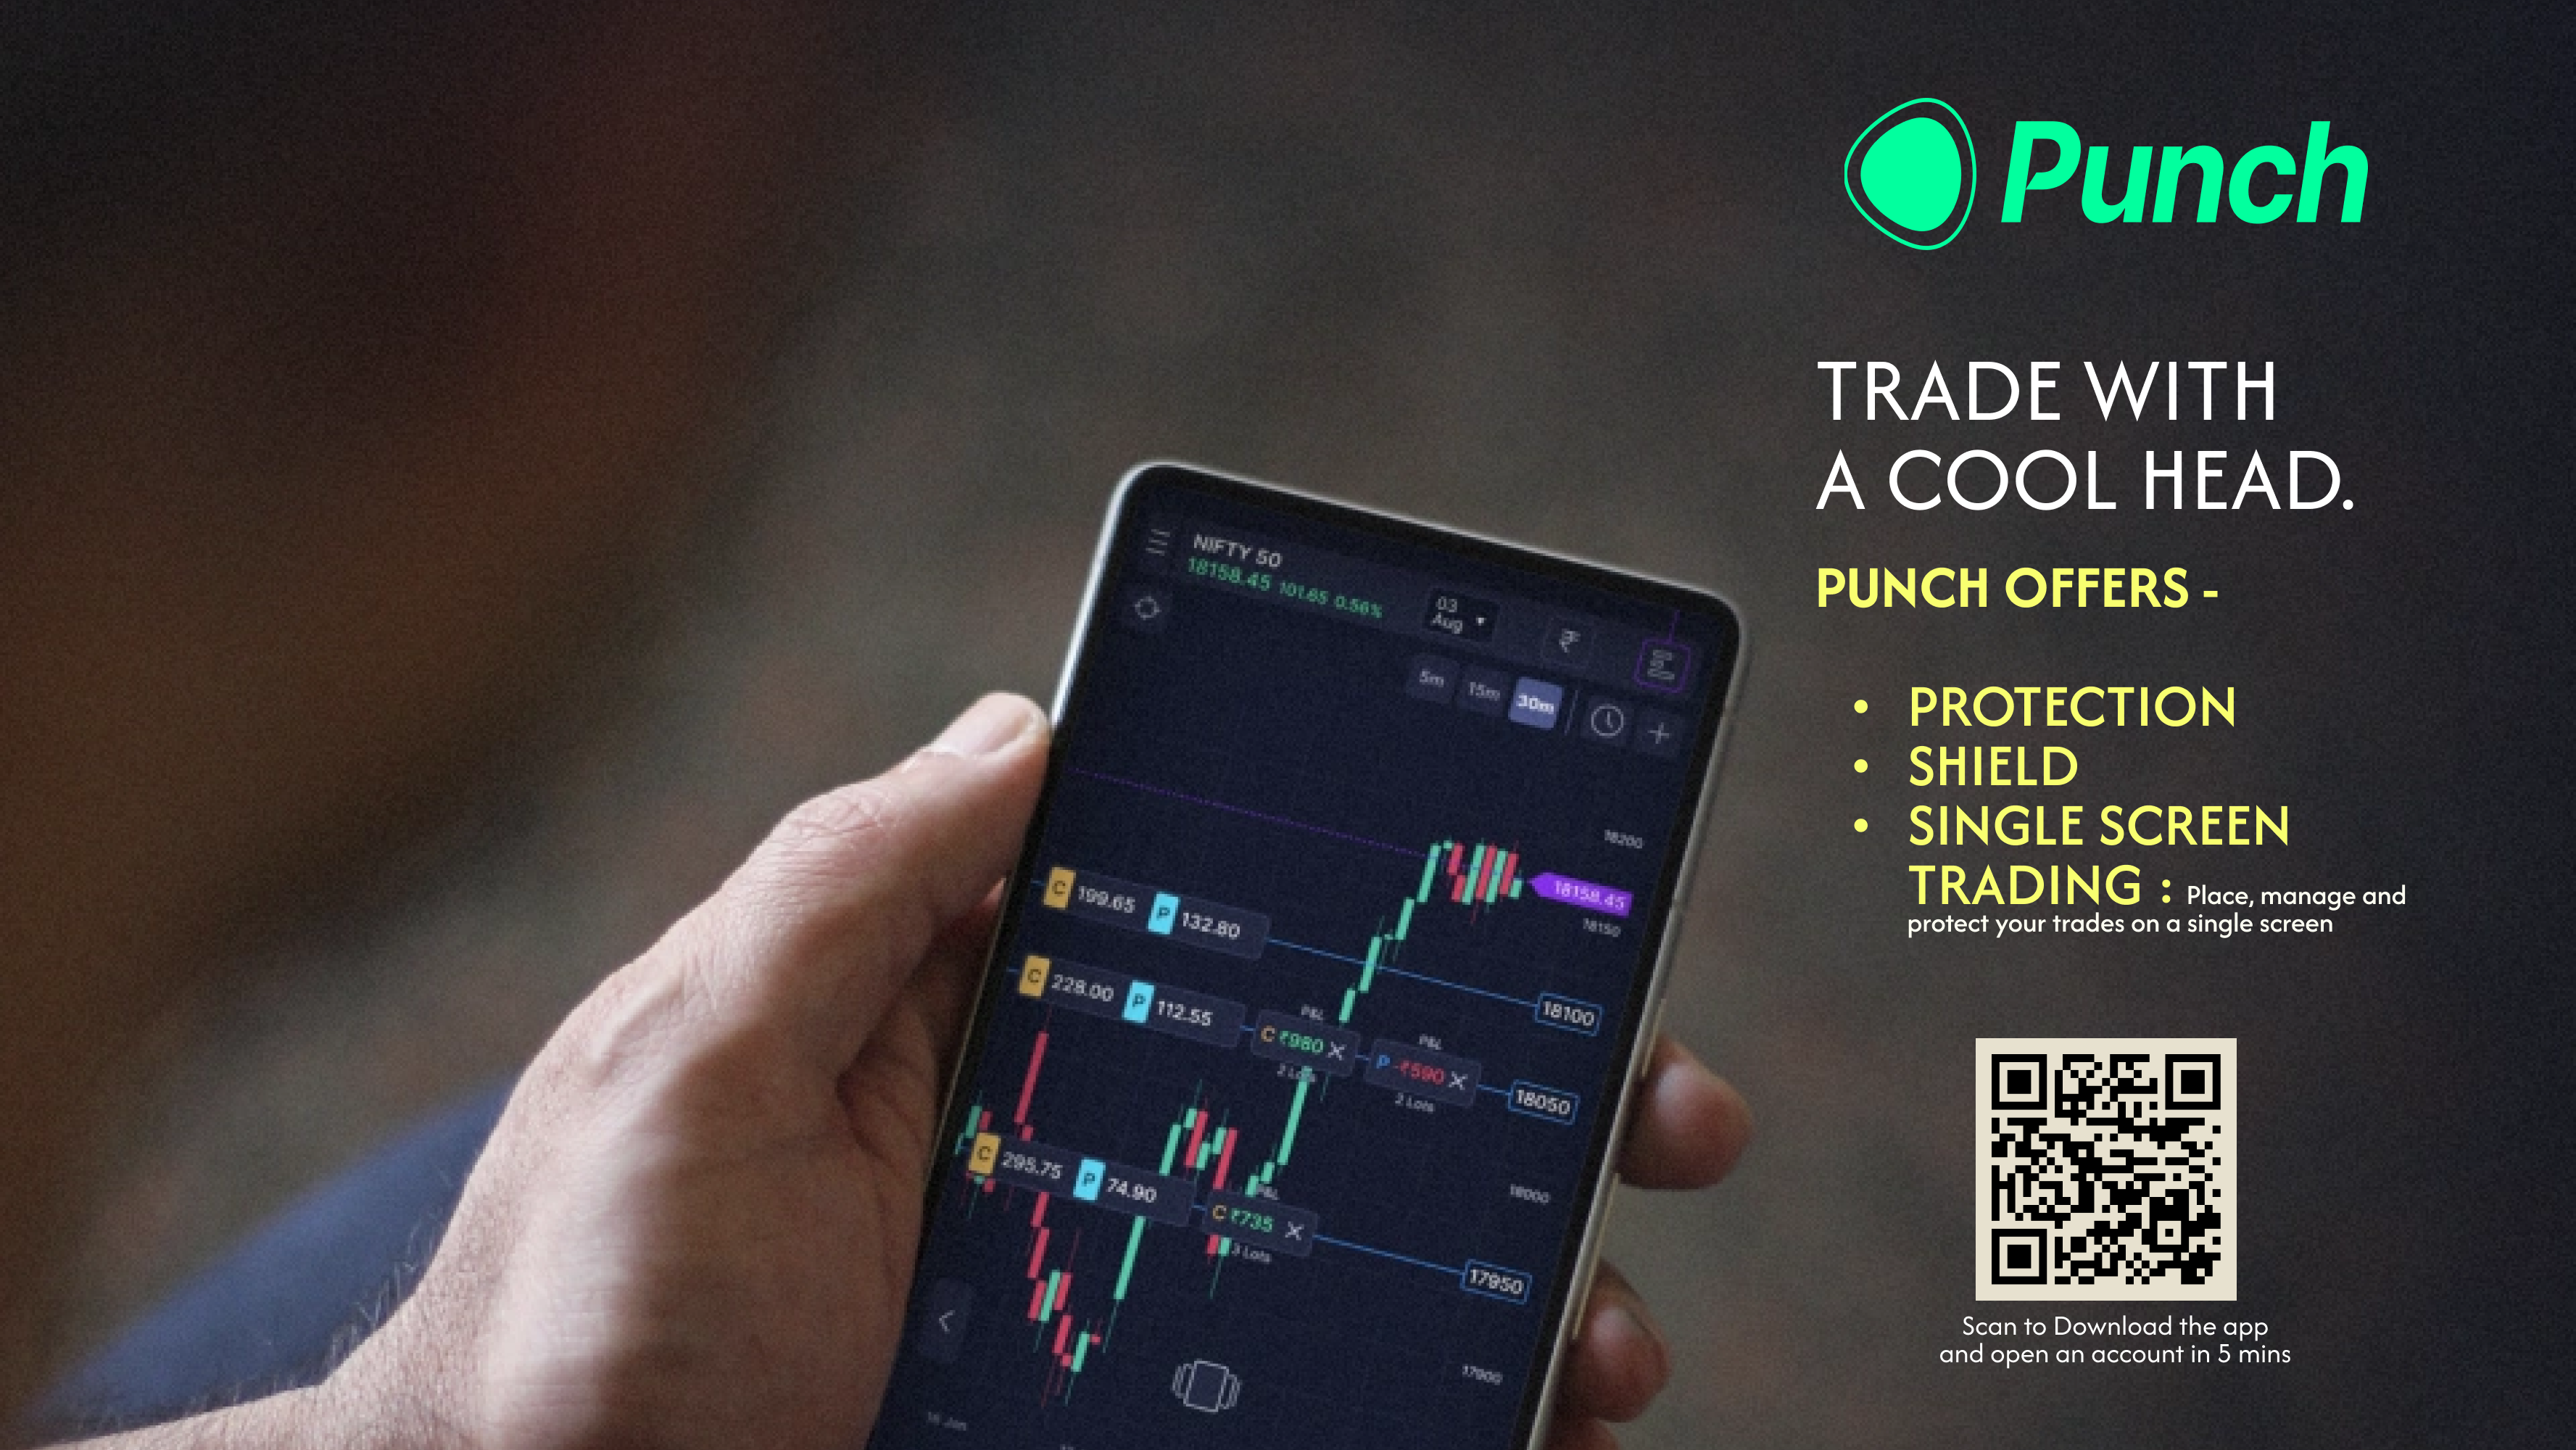 Punch
TRADE WITH
A COOL HEAD.
PUNCH OFFERS -
• PROTECTION
• SHIELD
• SINGLE SCREEN
TRADING : Place, manage and
protect your trades on a single screen
Scan to Download the app
and open an account in 5 mins
NIFTY 50
18158.45 101.65 0.56%
03
Aug
₹
5m 15m 30m
18200
18158.45
18150
C 199.65 P 132.80
18100
C 228.00 P 112.55
P&L
C ₹980 X
2 Lots
P&L
P -₹590 X
2 Lots
18050
18000
C 295.75 P 74.90
P&L
C ₹735 X
3 Lots
17950
17900